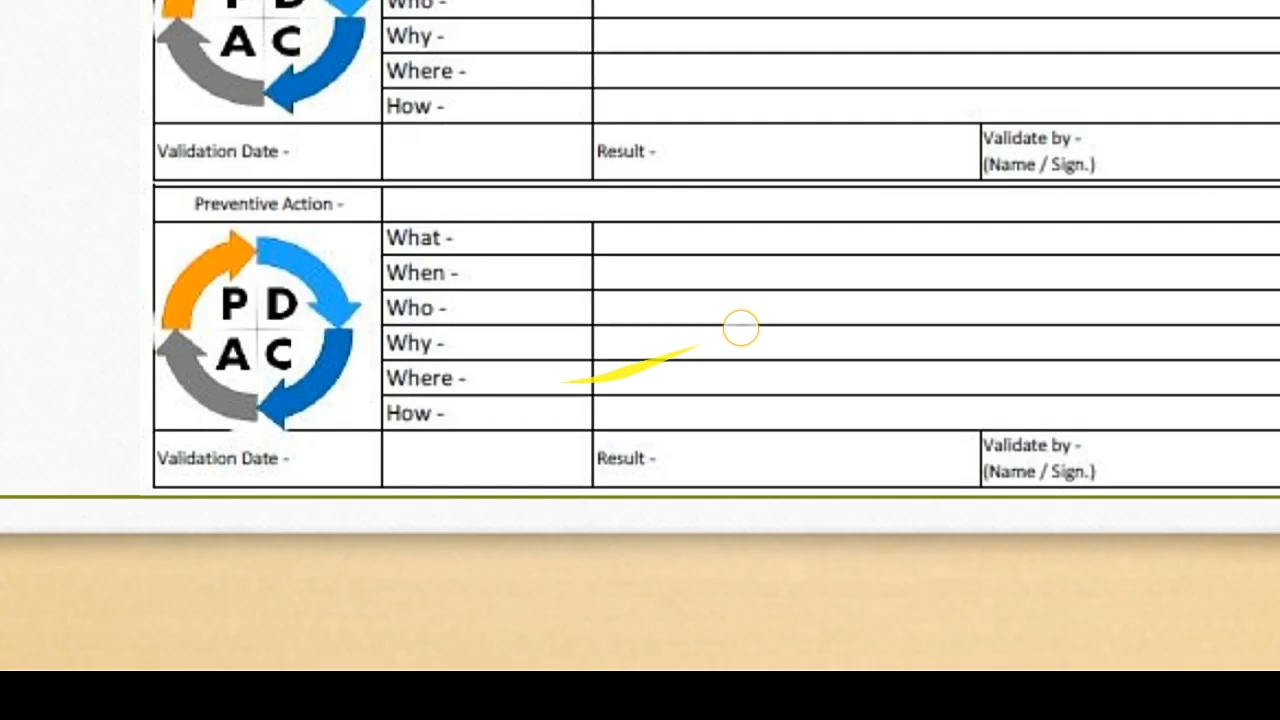 P D
Who -
A C
Why -
Where -
How -
Validation Date -
Result -
Validate by -
(Name / Sign.)
Preventive Action -
What -
When -
P D
Who -
A C
Why -
Where -
How -
Validation Date -
Result -
Validate by -
(Name / Sign.)